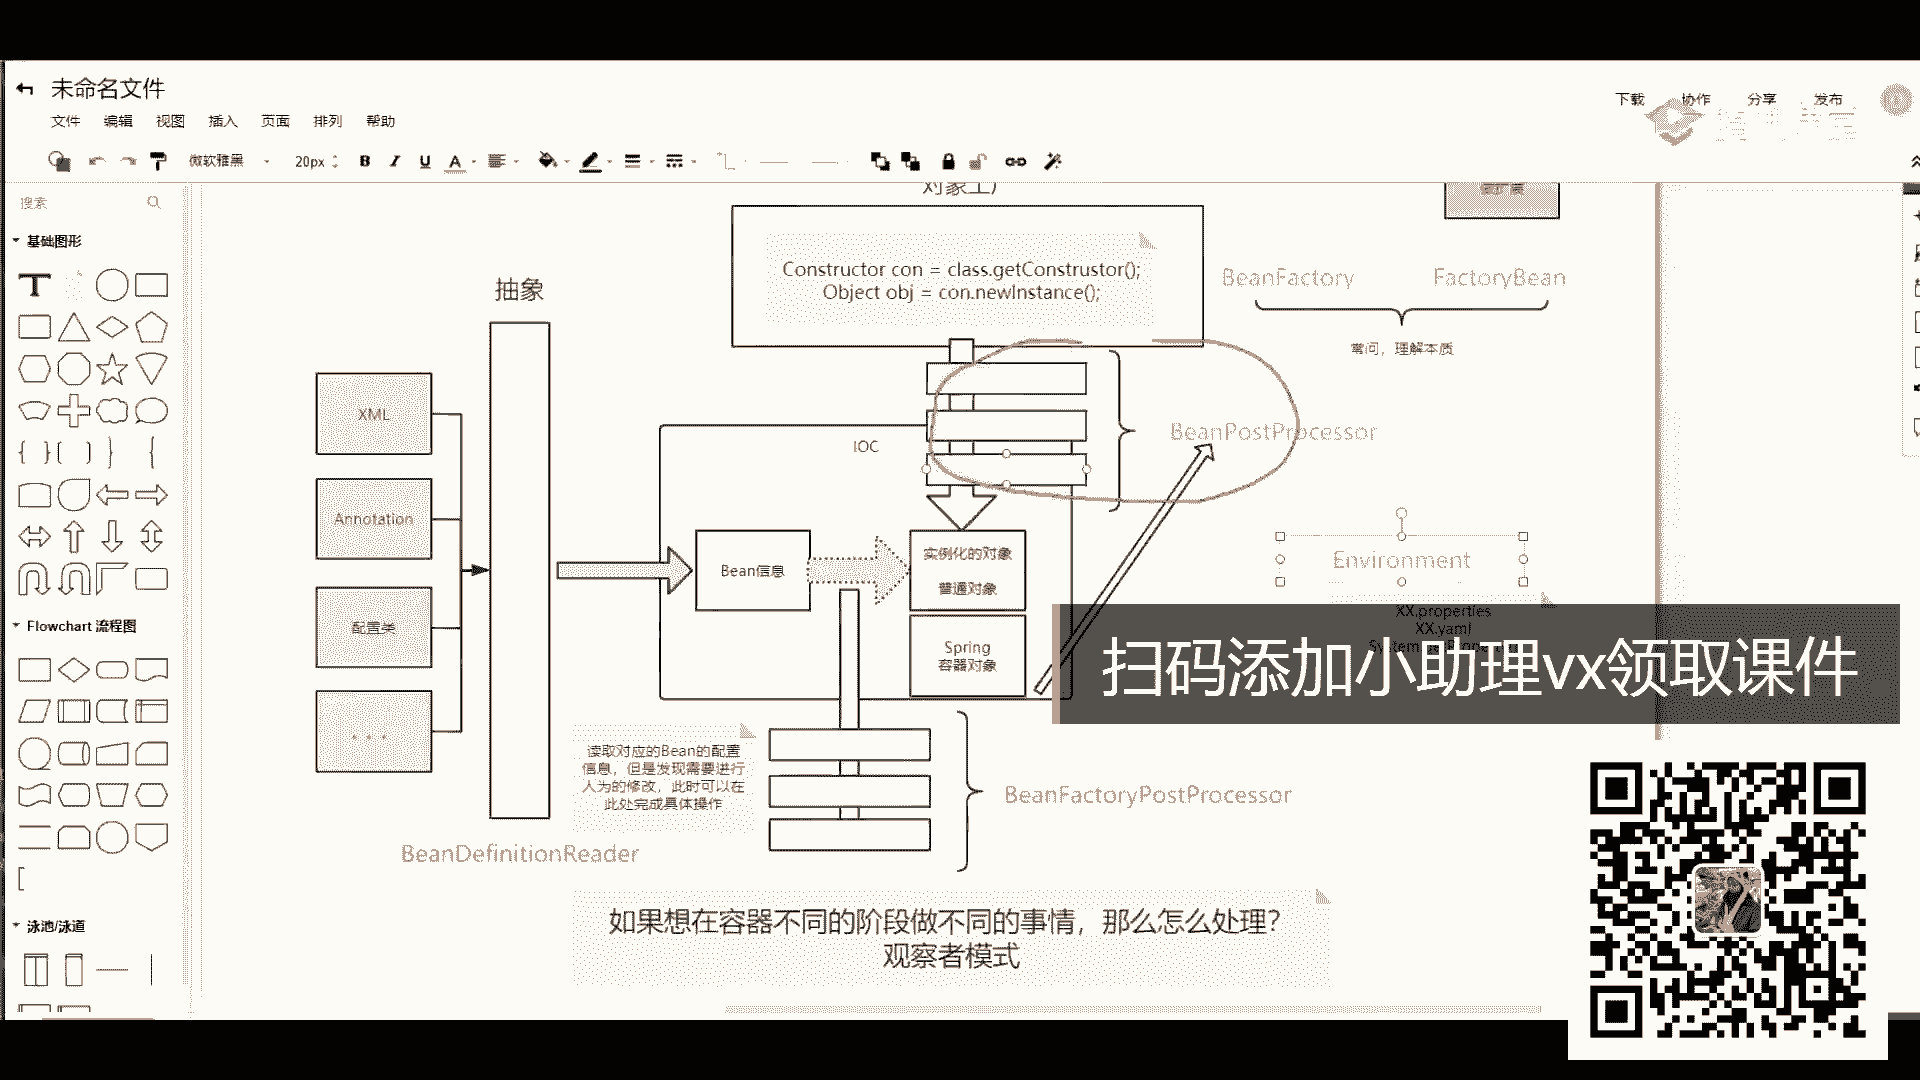 未命名文件
文件 编辑 视图 插入 页面 排列 帮助
下载 协作 分享 发布
微软雅黑 20px B I U A
搜索
基础图形
Flowchart 流程图
泳池/泳道
Constructor con = class.getConstrustor();
Object obj = con.newInstance();
BeanFactory
FactoryBean
常问，理解本质
抽象
XML
Annotation
配置类
...
IOC
BeanPostProcessor
Bean信息
实例化的对象
普通对象
Spring
容器对象
Environment
XX.properties
XX.yaml
扫码添加小助理vx领取课件
读取对应的Bean的配置
信息，但是发现需要进行
人为的修改，此时可以在
此处完成具体操作
BeanFactoryPostProcessor
BeanDefinitionReader
如果想在容器不同的阶段做不同的事情，那么怎么处理？
观察者模式